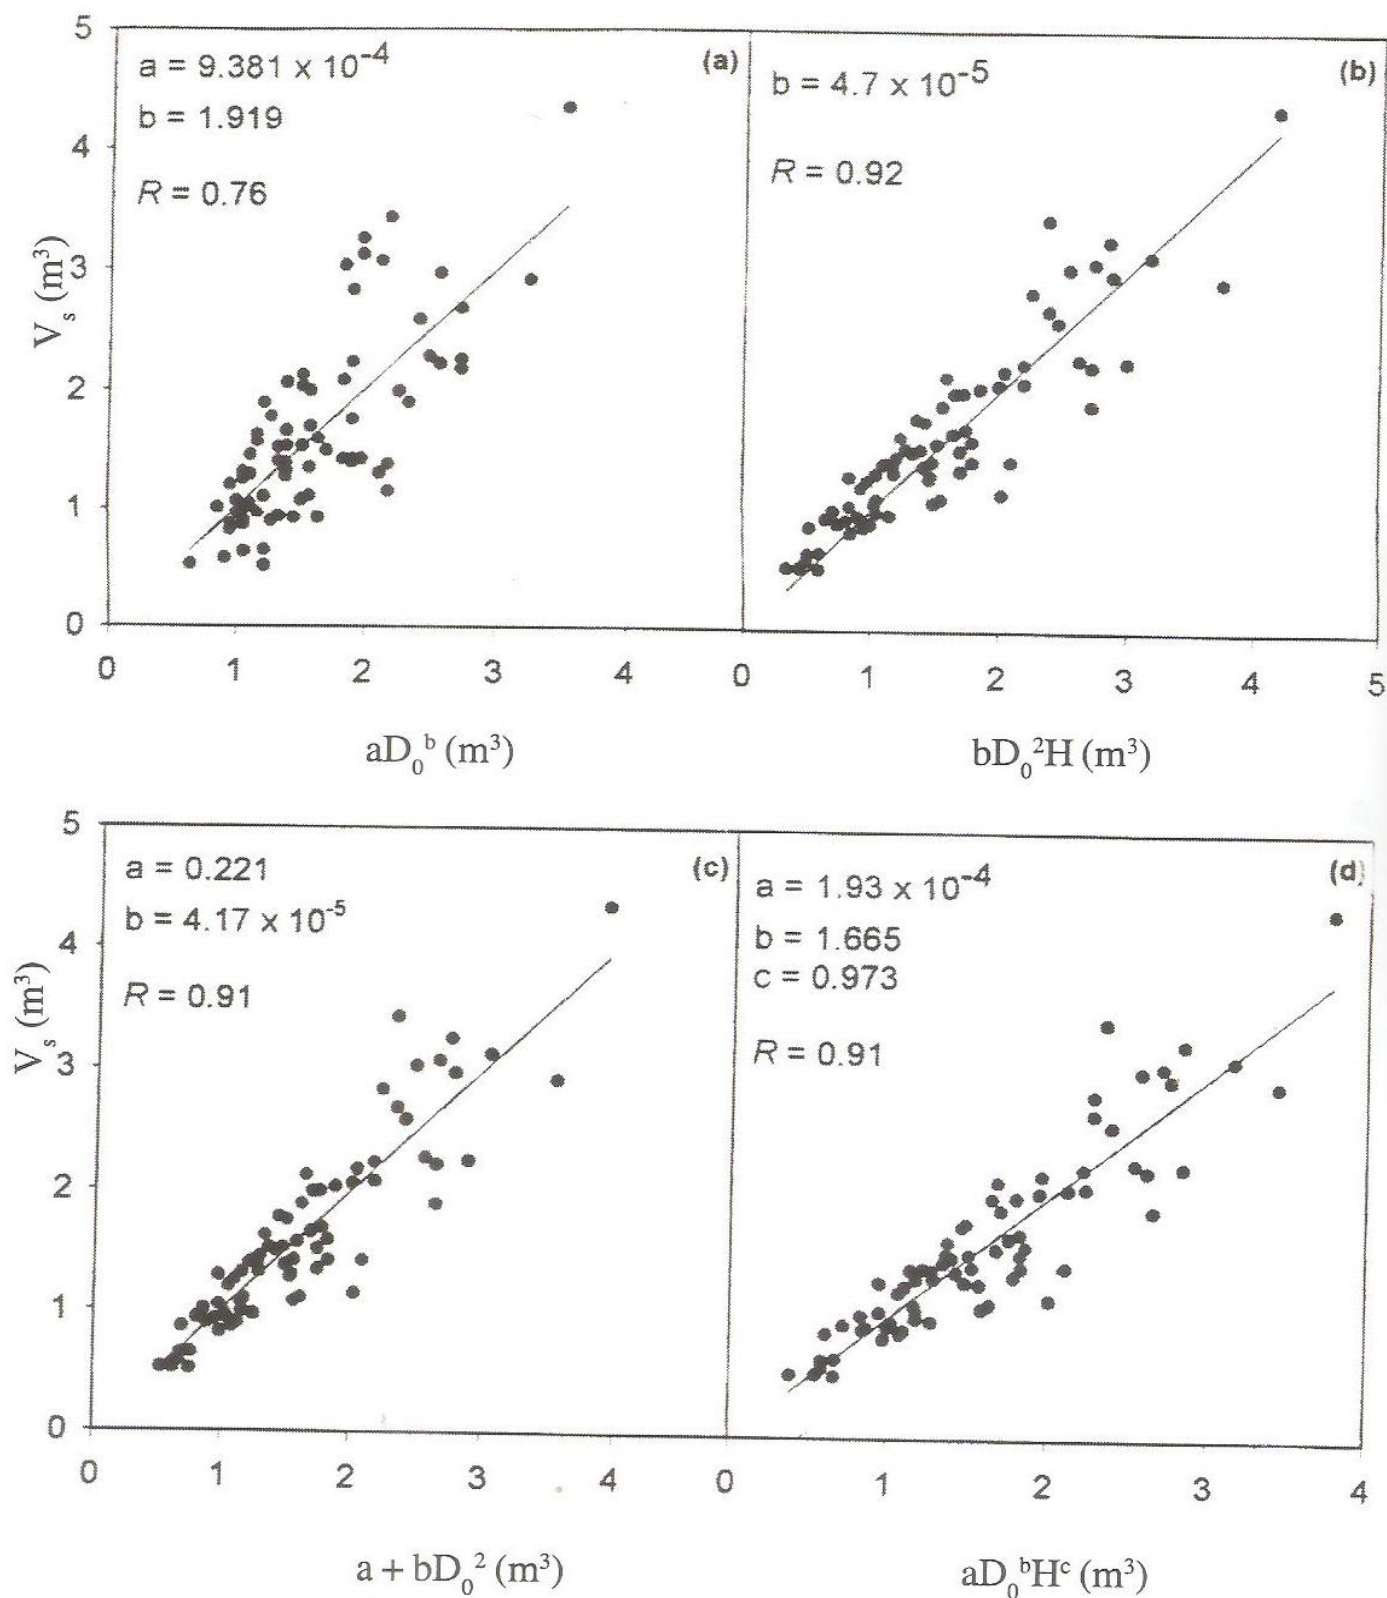 5
a = 9.381 x 10⁻⁴
(a)
b = 4.7 x 10⁻⁵
(b)
b = 1.919
4
R = 0.76
R = 0.92
Vₛ (m³)
3
2
1
0
0 1 2 3 4 0 1 2 3 4 5
aD₀ᵇ (m³)
bD₀²H (m³)
5
a = 0.221
(c)
a = 1.93 x 10⁻⁴
(d)
b = 4.17 x 10⁻⁵
4
b = 1.665
c = 0.973
R = 0.91
R = 0.91
Vₛ (m³)
3
2
1
0
0 1 2 3 4 0 1 2 3 4
a + bD₀² (m³)
aD₀ᵇHᶜ (m³)